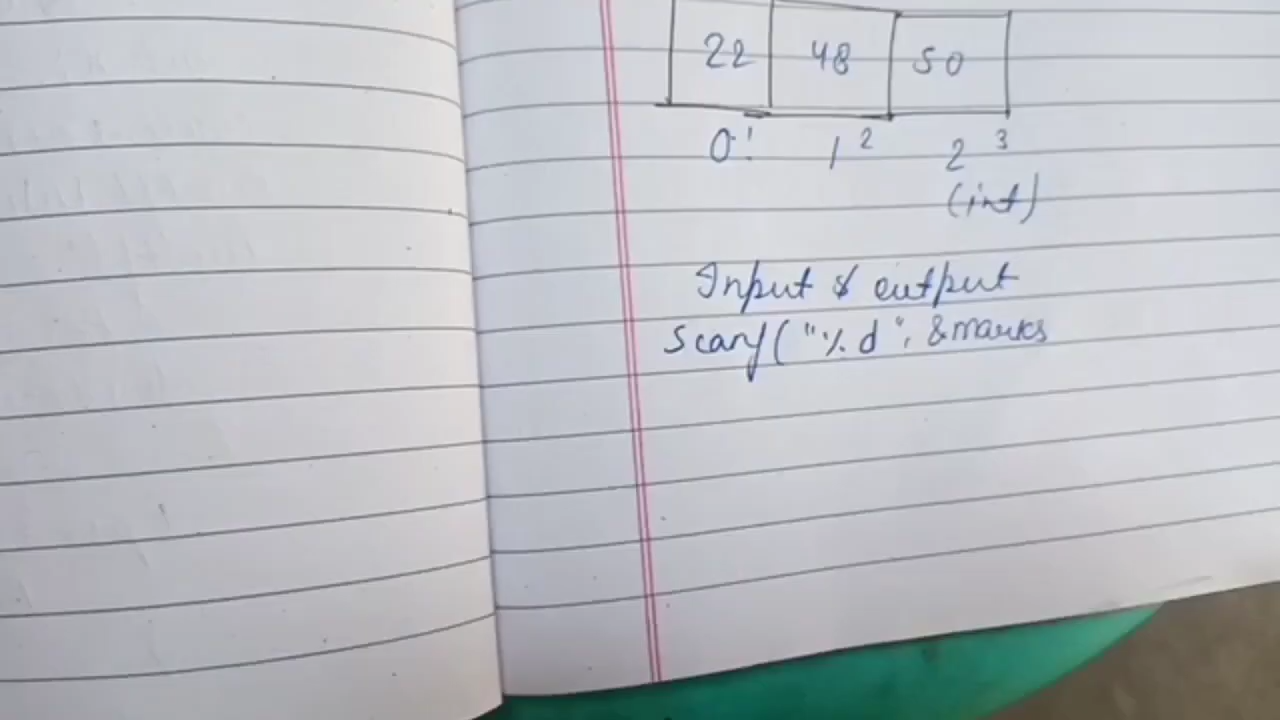 22 48 50
0 1 1 2 2 3
(int)
Input & output
Scanf("%d", &marks